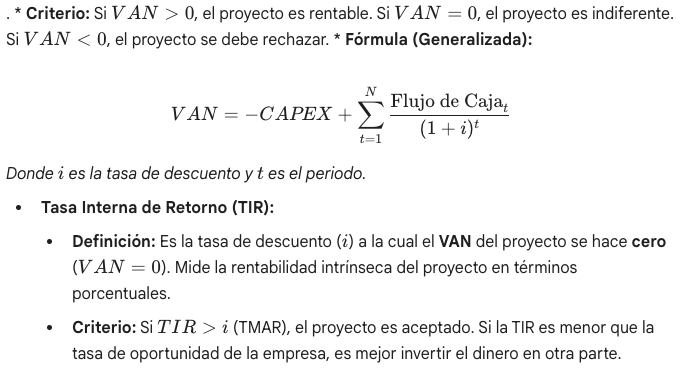 . * Criterio: Si VAN > 0, el proyecto es rentable. Si VAN = 0, el proyecto es indiferente.
Si VAN < 0, el proyecto se debe rechazar. * Fórmula (Generalizada):
VAN = −CAPEX + ∑_{t=1}^{N} Flujo de Caja_t / (1 + i)^t
Donde i es la tasa de descuento y t es el periodo.
• Tasa Interna de Retorno (TIR):
• Definición: Es la tasa de descuento (i) a la cual el VAN del proyecto se hace cero
(VAN = 0). Mide la rentabilidad intrínseca del proyecto en términos
porcentuales.
• Criterio: Si TIR > i (TMAR), el proyecto es aceptado. Si la TIR es menor que la
tasa de oportunidad de la empresa, es mejor invertir el dinero en otra parte.